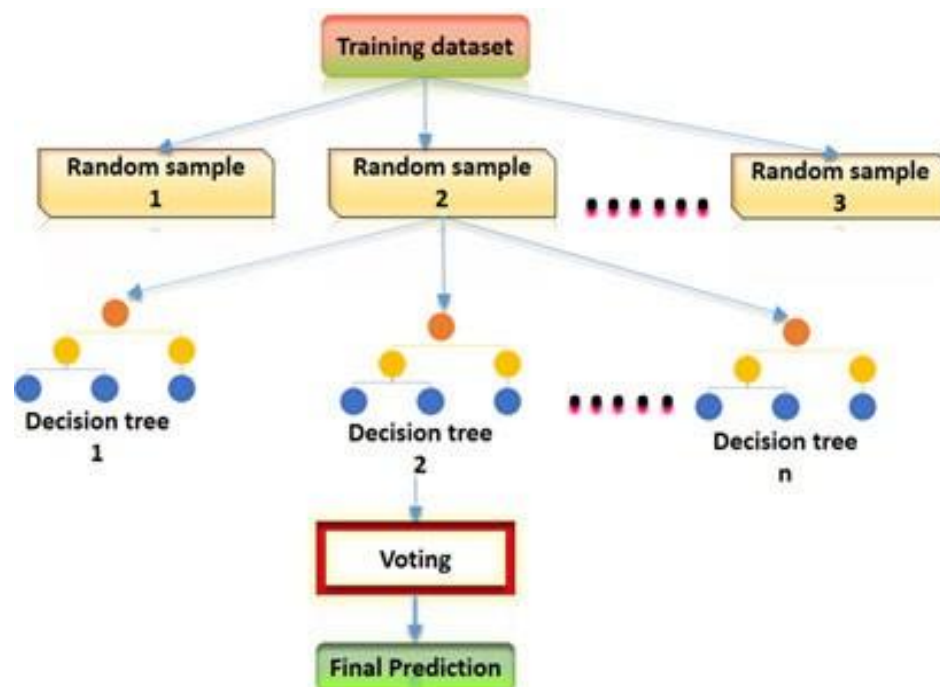 Training dataset
Random sample
1
Random sample
2
Random sample
3
Decision tree
1
Decision tree
2
Decision tree
n
Voting
Final Prediction